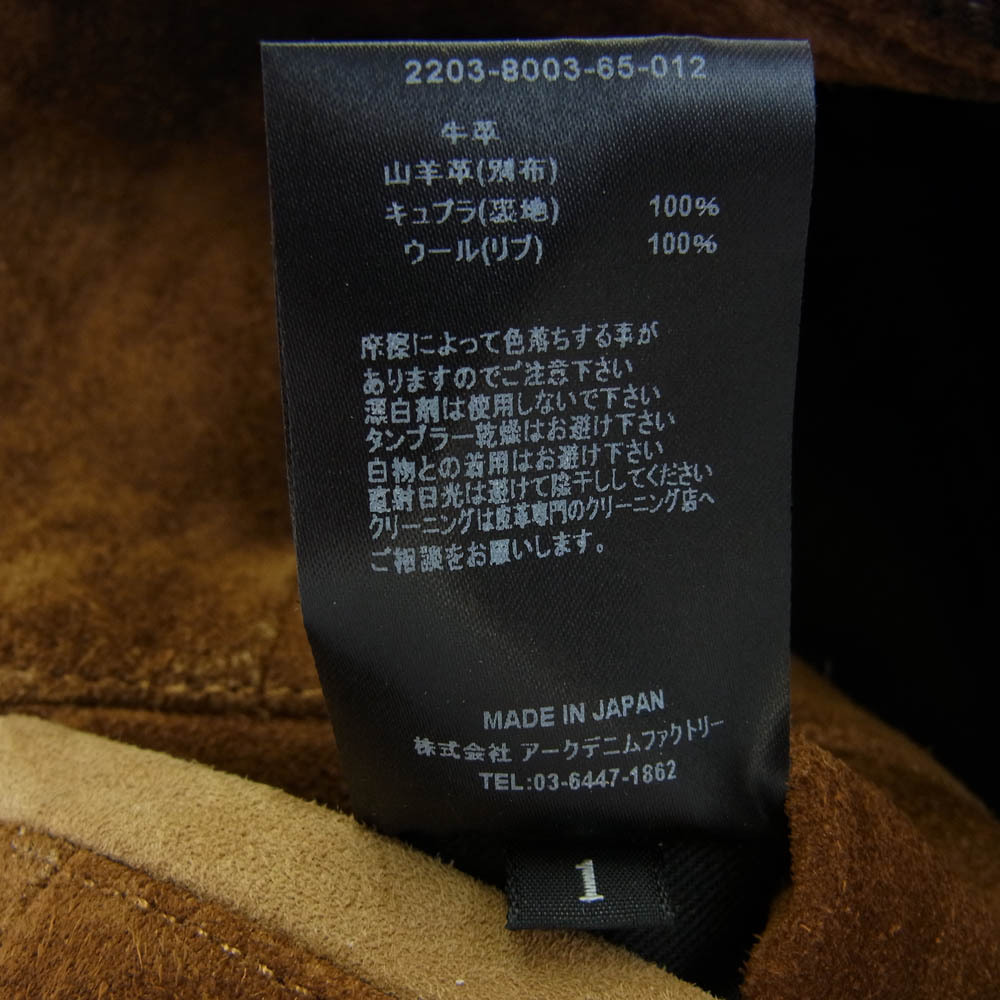 2203-8003-65-012
牛革
山羊革(別布)
キュプラ(裏地) 100%
ウール(リブ) 100%
摩擦によって色落ちする事が
ありますのでご注意下さい
漂白剤は使用しないで下さい
タンブラー乾燥はお避け下さい
白物との着用はお避け下さい
直射日光は避けて陰干ししてください
クリーニングは皮革専門のクリーニング店へ
ご相談をお願いします。
MADE IN JAPAN
株式会社 アークデニムファクトリー
TEL:03-6447-1862
1